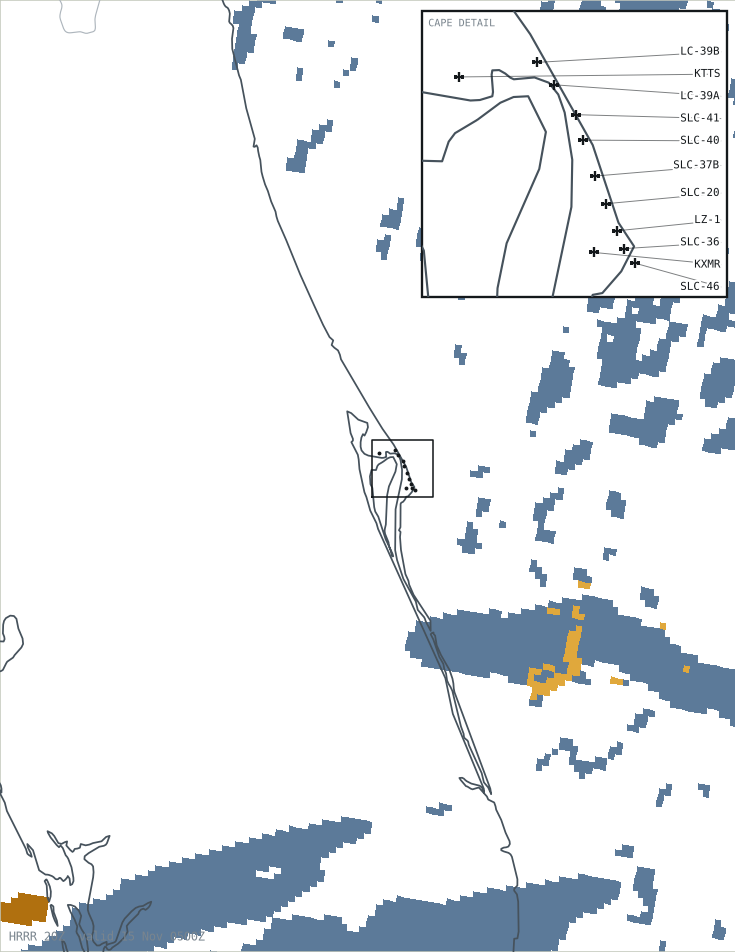 CAPE DETAIL
LC-39B
KTTS
LC-39A
SLC-41
SLC-40
SLC-37B
SLC-20
LZ-1
SLC-36
KXMR
SLC-46
HRRR Nov